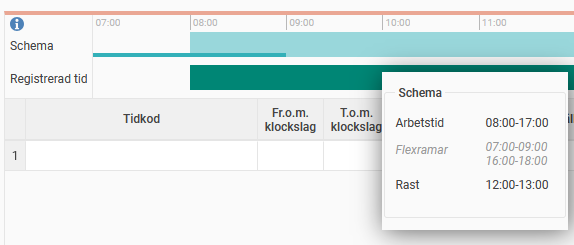 07:00 08:00 09:00 10:00 11:00
Schema
Registrerad tid
Tidkod
Fr.o.m. klockslag
T.o.m. klockslag
1
Schema
Arbetstid 08:00-17:00
Flexramar 07:00-09:00
16:00-18:00
Rast 12:00-13:00